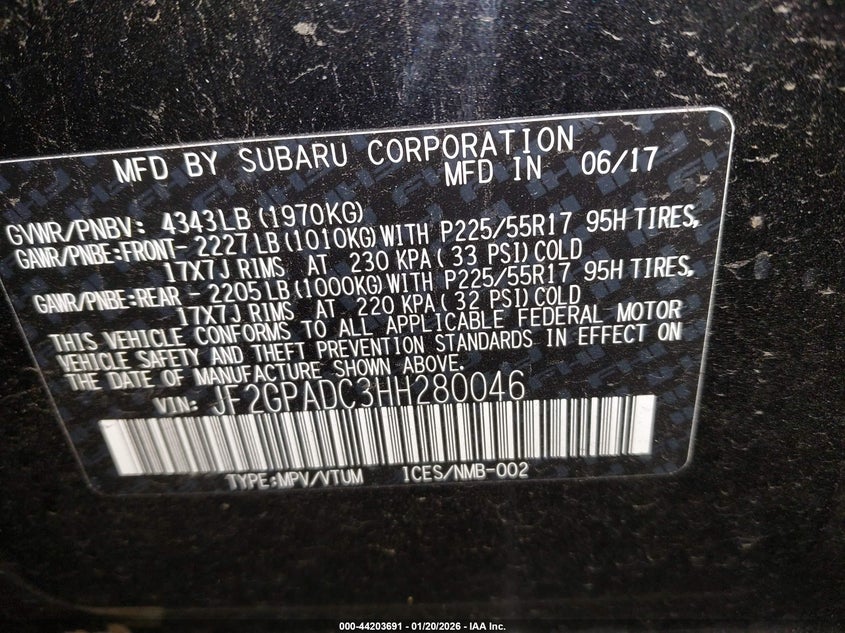 MFD BY SUBARU CORPORATION
MFD IN 06/17
GVWR/PNBV: 4343LB (1970KG)
GAWR/PNBE:FRONT- 2227LB (1010KG) WITH P225/55R17 95H TIRES,
17X7J RIMS AT 230 KPA ( 33 PSI) COLD
GAWR/PNBE:REAR - 2205LB (1000KG) WITH P225/55R17 95H TIRES,
17X7J RIMS AT 220 KPA ( 32 PSI) COLD
THIS VEHICLE CONFORMS TO ALL APPLICABLE FEDERAL MOTOR
VEHICLE SAFETY AND THEFT PREVENTION STANDARDS IN EFFECT ON
THE DATE OF MANUFACTURE SHOWN ABOVE.
VIN: JF2GPADC3HH280046
TYPE:MPV/VTUM ICES/NMB-002
000-44203691 - 01/20/2026 - IAA Inc.